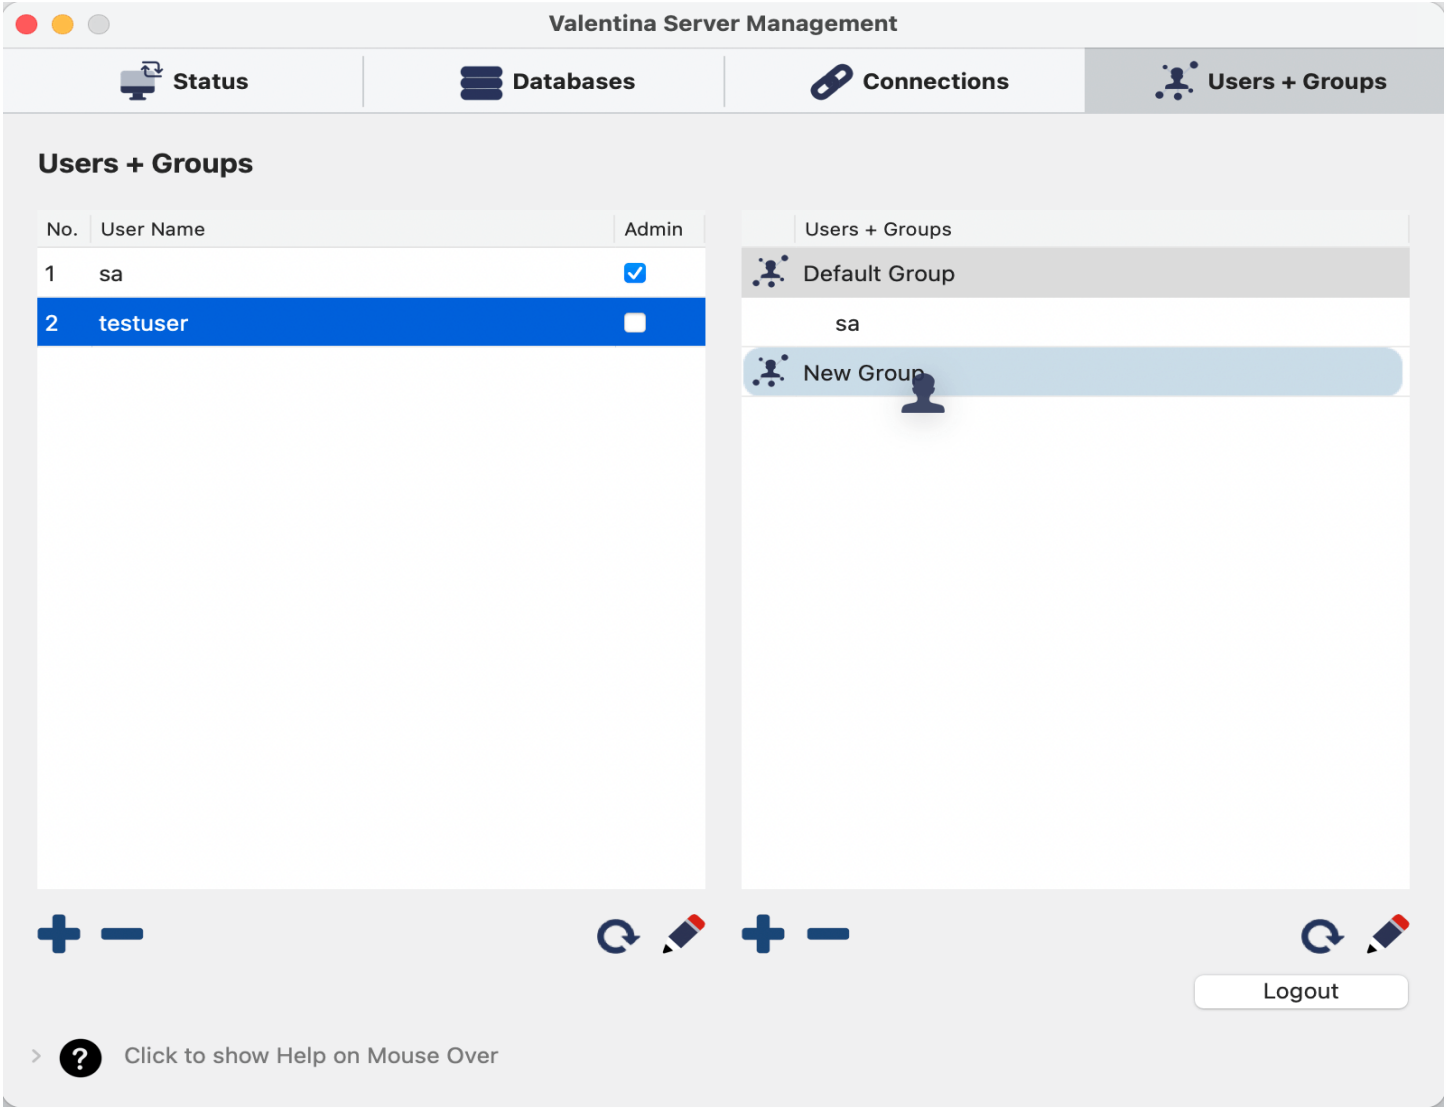 Valentina Server Management
Status
Databases
Connections
Users + Groups
Users + Groups
No.
User Name
Admin
1
sa
2
testuser
Users + Groups
Default Group
sa
New Group
Logout
?
Click to show Help on Mouse Over